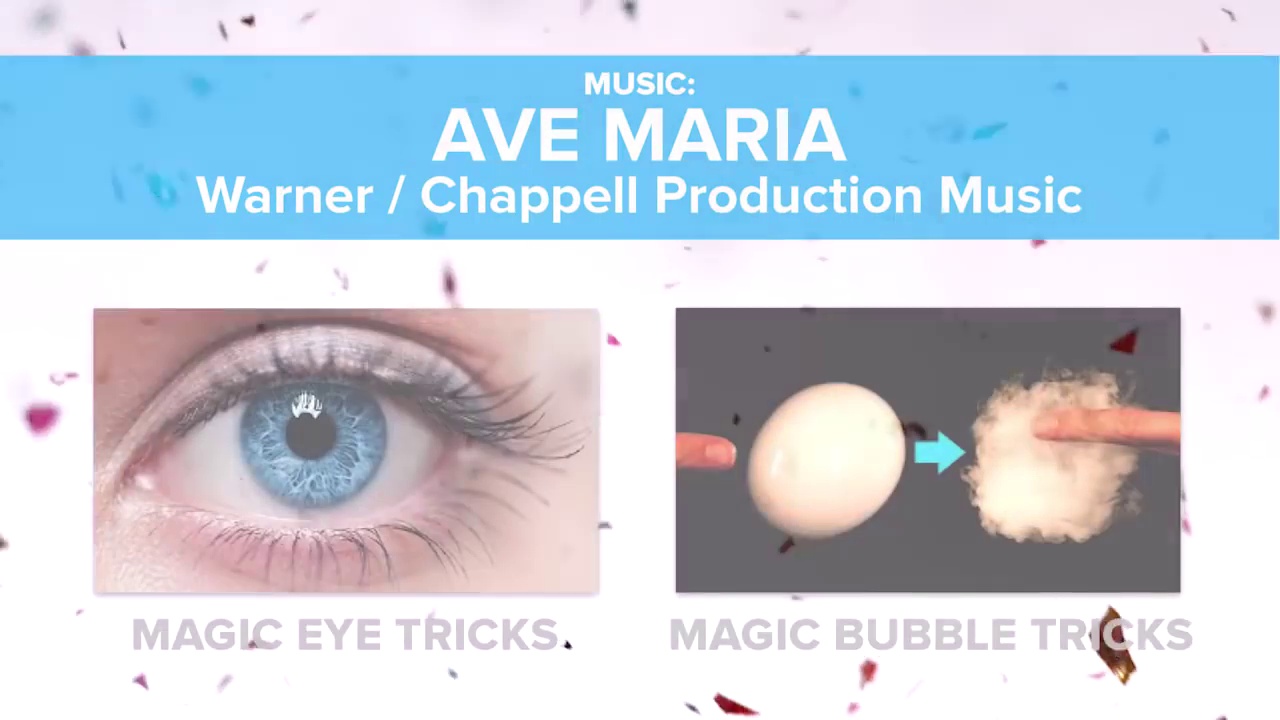 MUSIC:
AVE MARIA
Warner / Chappell Production Music
MAGIC EYE TRICKS
MAGIC BUBBLE TRICKS